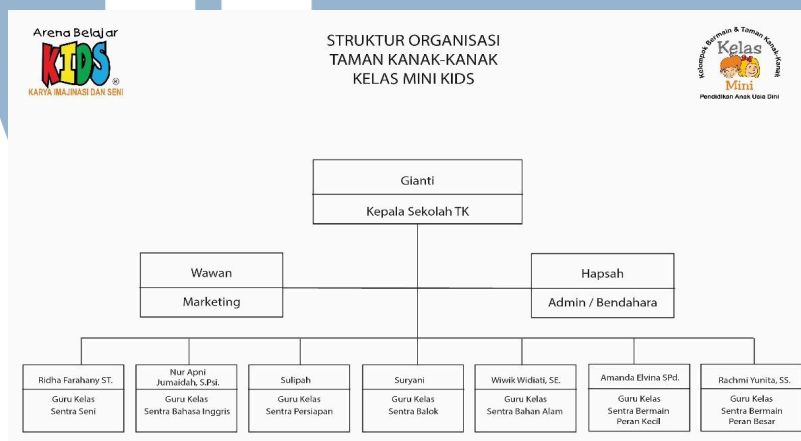 Arena Belajar
KIDS
®
KARYA IMAJINASI DAN SENI
STRUKTUR ORGANISASI
TAMAN KANAK-KANAK
KELAS MINI KIDS
Kelompok Bermain & Taman Kanak-Kanak
Kelas
Mini
Pendidikan Anak Usia Dini
Gianti
Kepala Sekolah TK
Wawan
Marketing
Hapsah
Admin / Bendahara
Ridha Farahany ST.
Guru Kelas
Sentra Seni
Nur Apni
Jumaidah, S.Psi.
Guru Kelas
Sentra Bahasa Inggris
Sulipah
Guru Kelas
Sentra Persiapan
Suryani
Guru Kelas
Sentra Balok
Wiwik Widiati, SE.
Guru Kelas
Sentra Bahan Alam
Amanda Elvina SPd.
Guru Kelas
Sentra Bermain
Peran Kecil
Rachmi Yunita, SS.
Guru Kelas
Sentra Bermain
Peran Besar